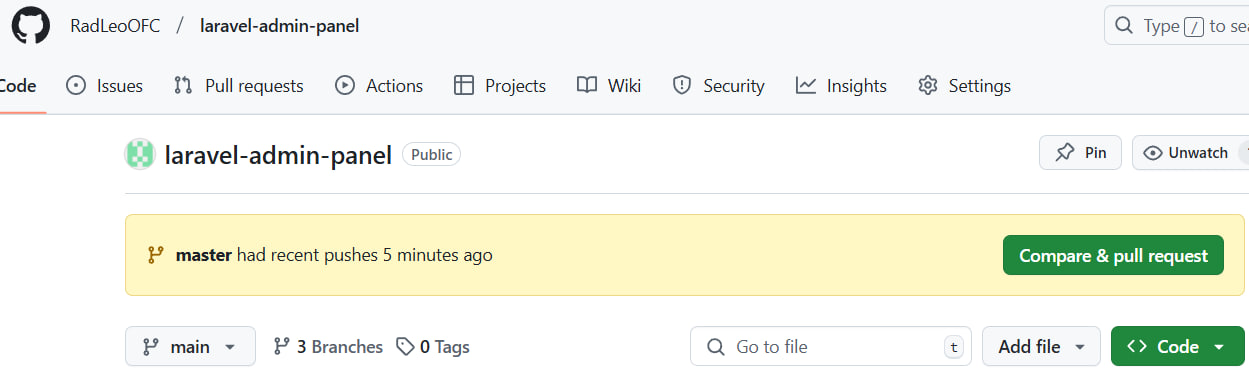 RadLeoOFC / laravel-admin-panel Type / to sea
Code Issues Pull requests Actions Projects Wiki Security Insights Settings
laravel-admin-panel Public Pin Unwatch
master had recent pushes 5 minutes ago Compare & pull request
main 3 Branches 0 Tags Go to file t Add file Code